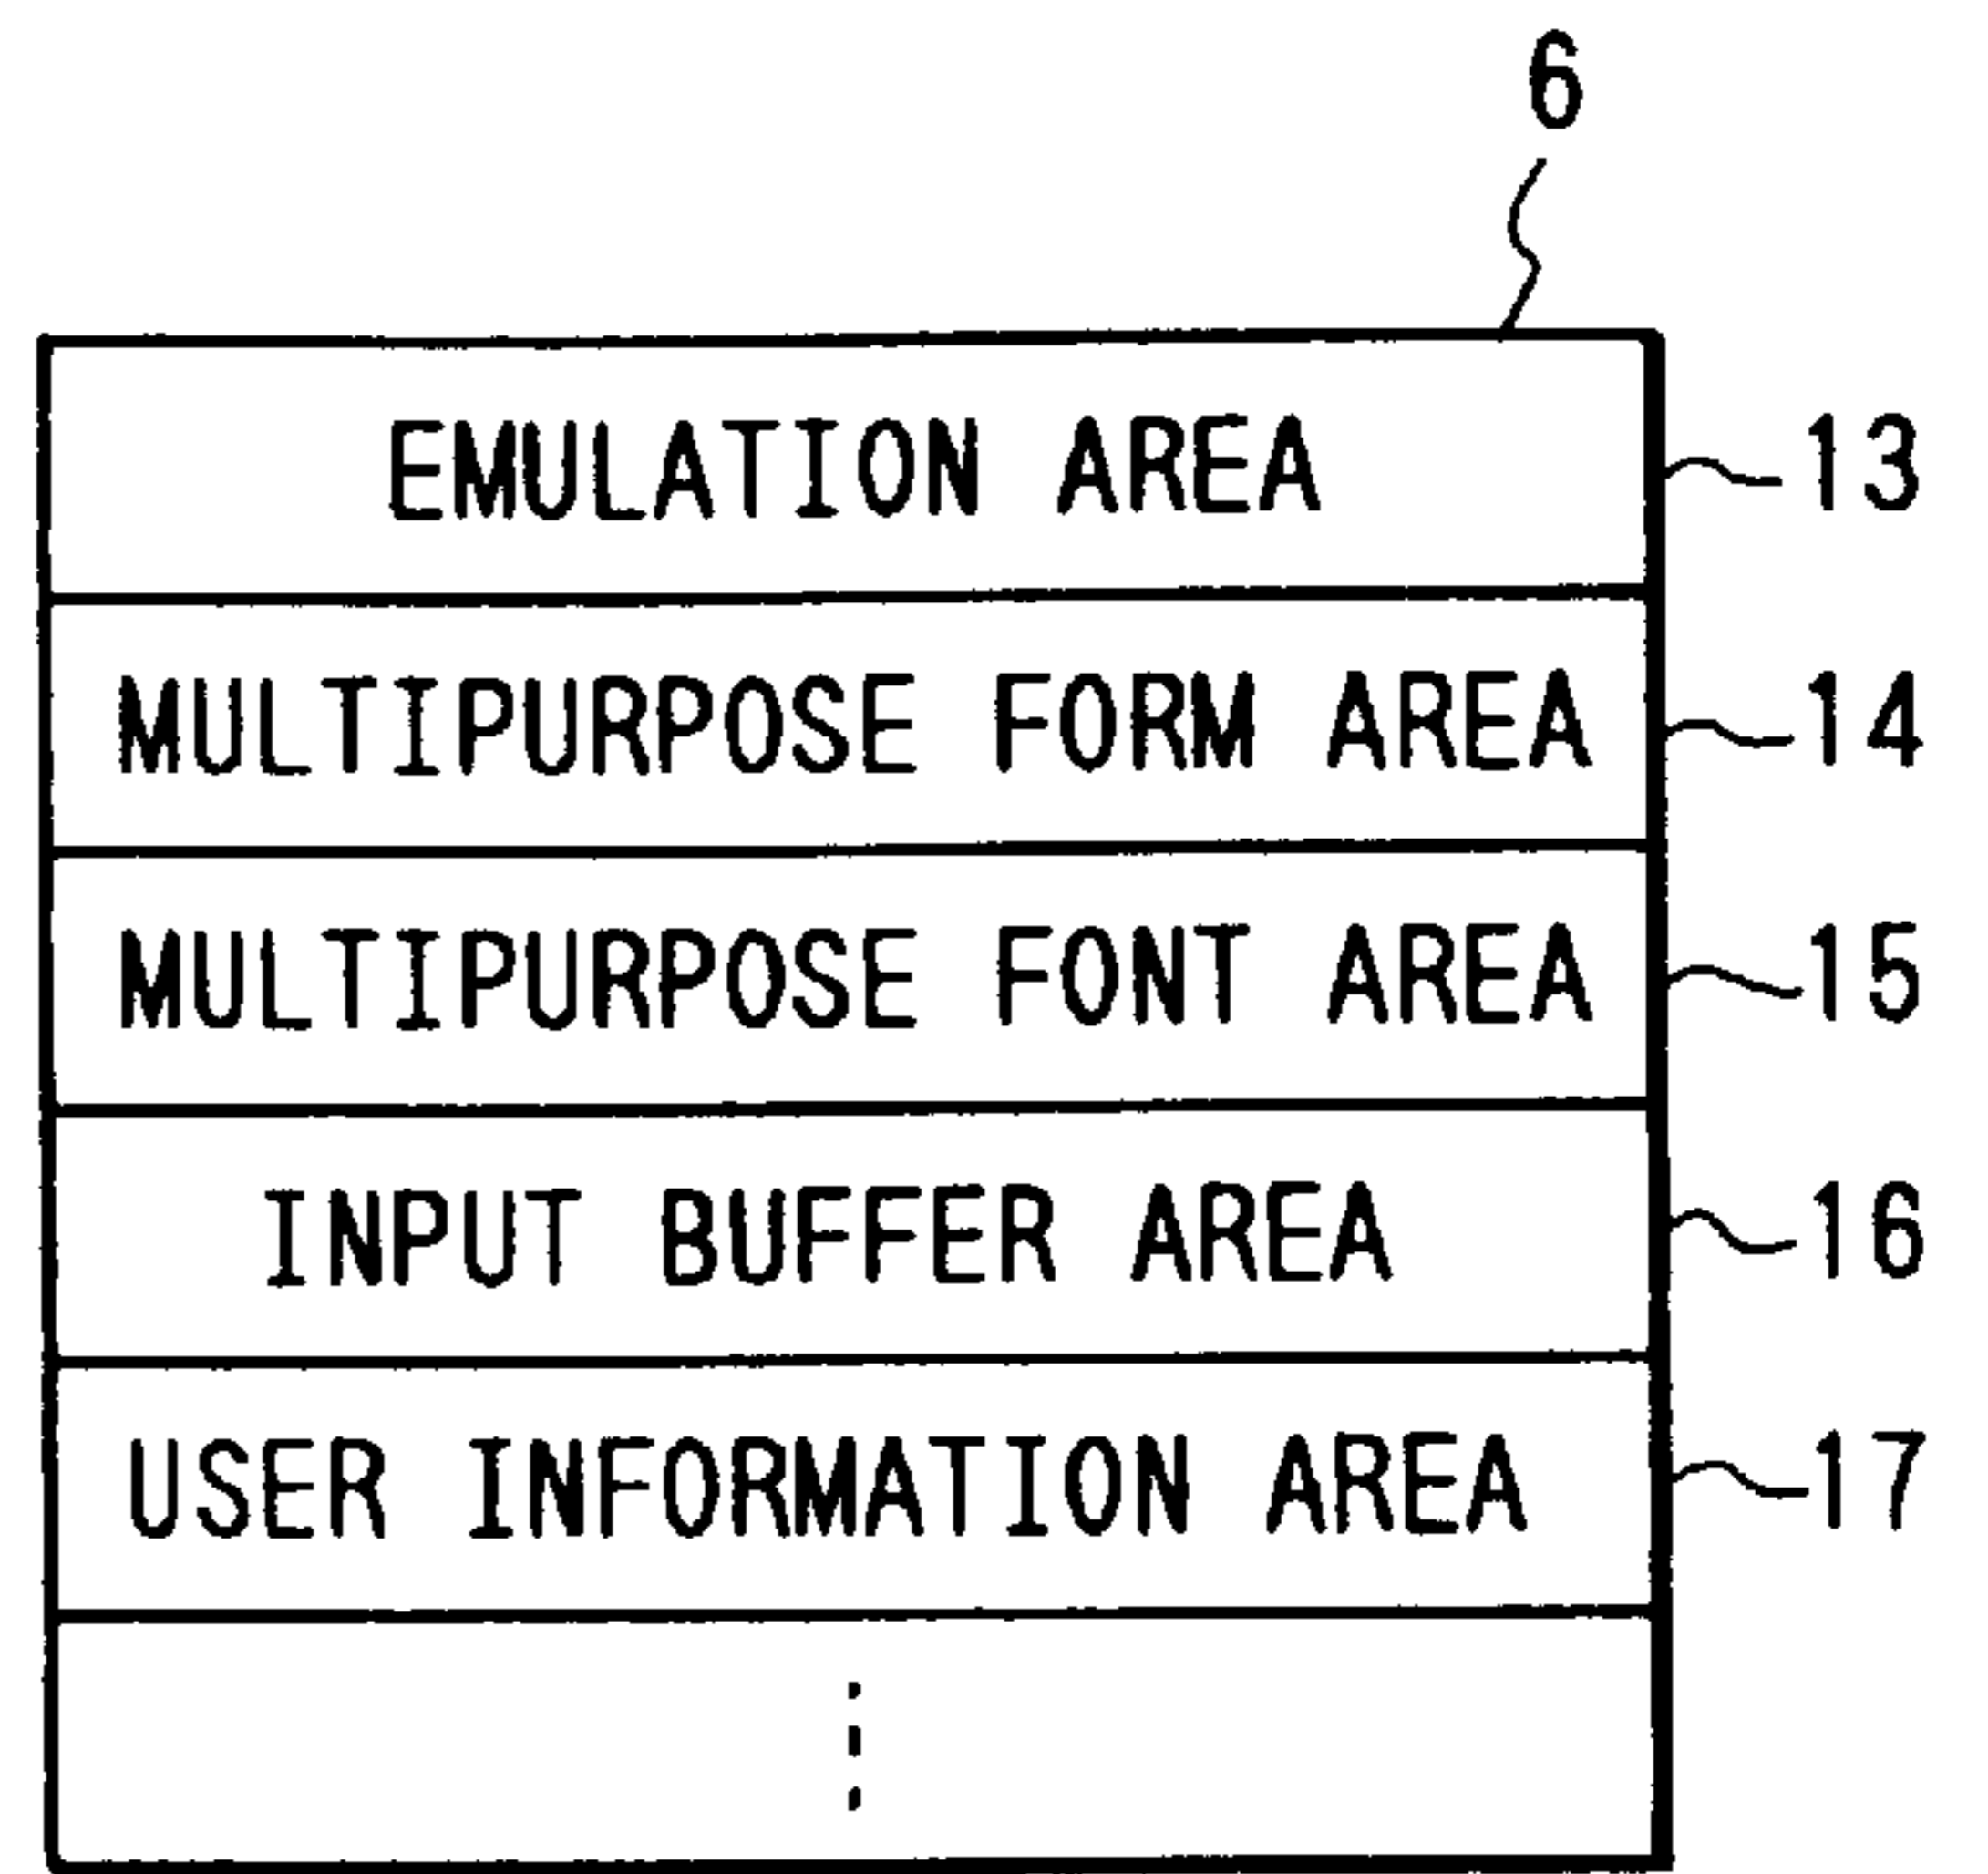 6
EMULATION AREA 13
MULTIPURPOSE FORM AREA 14
MULTIPURPOSE FONT AREA 15
INPUT BUFFER AREA 16
USER INFORMATION AREA 17